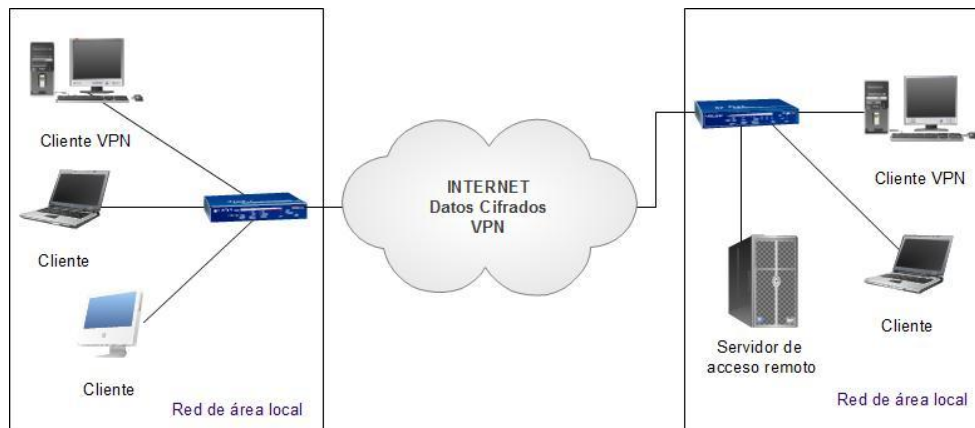 Cliente VPN
Cliente
Cliente
Red de área local
INTERNET
Datos Cifrados
VPN
Cliente VPN
Cliente
Servidor de
acceso remoto
Red de área local